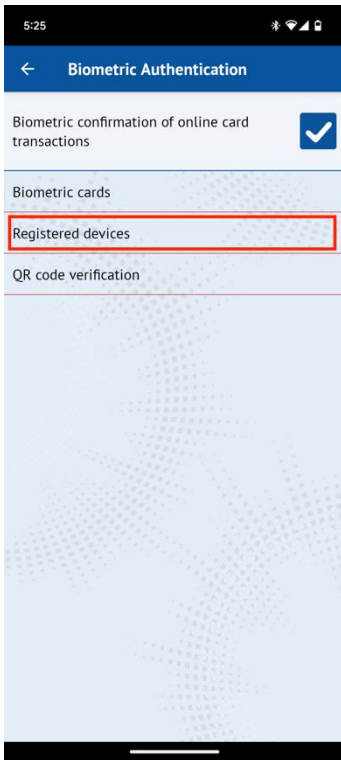 5:25
Biometric Authentication
Biometric confirmation of online card
transactions
Biometric cards
Registered devices
QR code verification